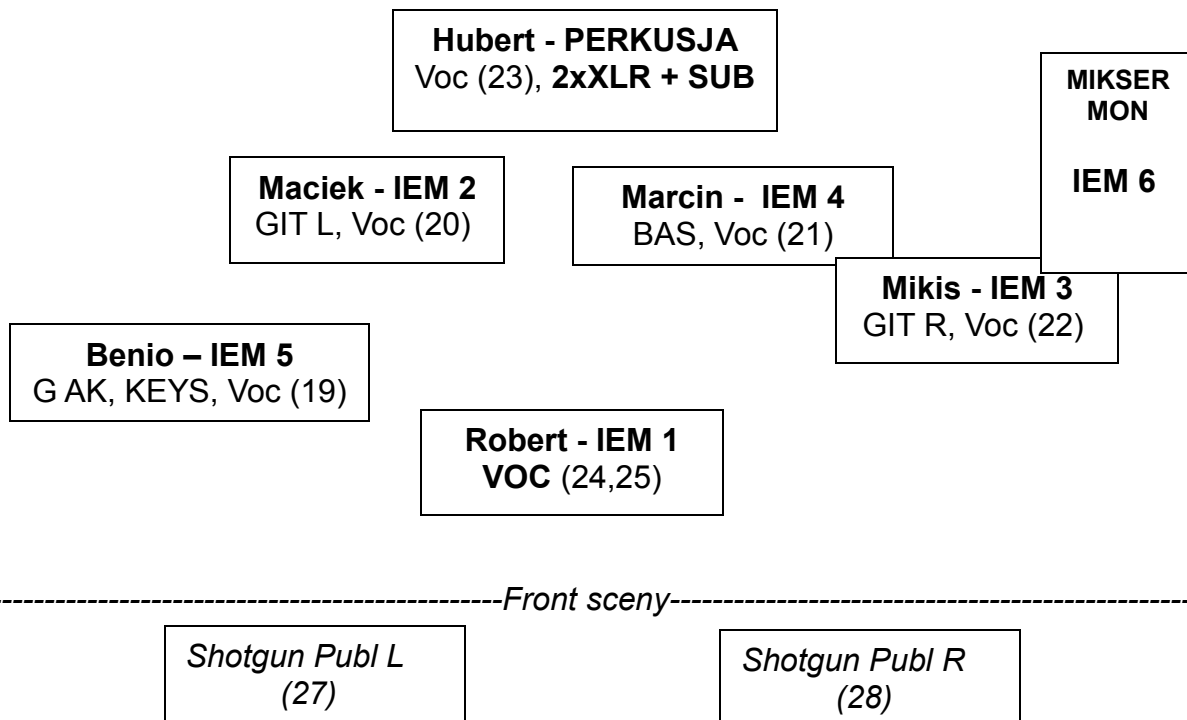 Hubert - PERKUSJA
Voc (23), 2xXLR + SUB
MIKSER
MON
IEM 6
Maciek - IEM 2
GIT L, Voc (20)
Marcin -  IEM 4
BAS, Voc (21)
Mikis - IEM 3
GIT R, Voc (22)
Benio – IEM 5
G AK, KEYS, Voc (19)
Robert - IEM 1
VOC (24,25)
Front sceny
Shotgun Publ L
(27)
Shotgun Publ R
(28)